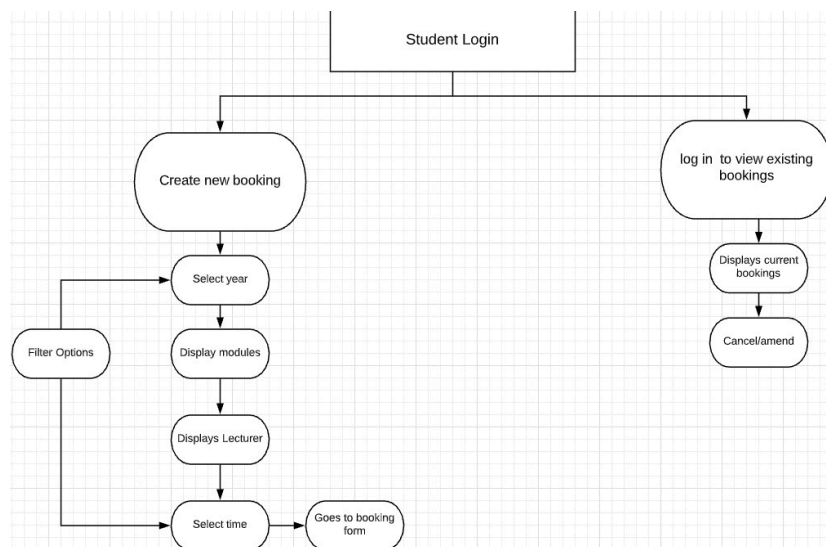 Student Login
Create new booking
log in  to view existing
bookings
Select year
Displays current
bookings
Filter Options
Display modules
Cancel/amend
Displays Lecturer
Select time
Goes to booking
form